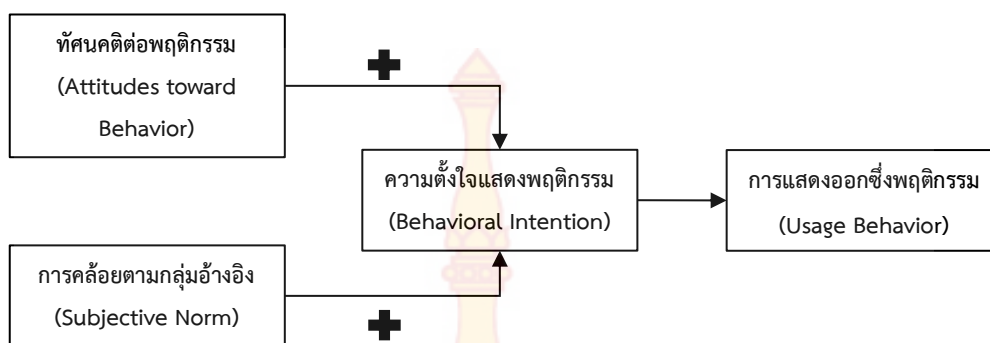 ทัศนคติต่อพฤติกรรม
(Attitudes toward
Behavior)
ความตั้งใจแสดงพฤติกรรม
(Behavioral Intention)
การแสดงออกซึ่งพฤติกรรม
(Usage Behavior)
การคล้อยตามกลุ่มอ้างอิง
(Subjective Norm)